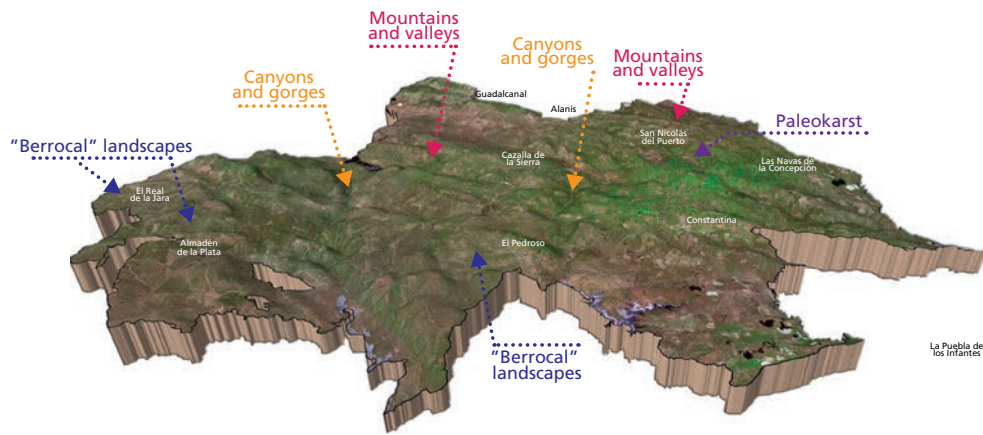 Mountains
and valleys
Canyons
and gorges
Mountains
and valleys
Canyons
and gorges
Guadalcanal
Alanís
Paleokarst
San Nicolás
del Puerto
"Berrocal" landscapes
Cazalla de
la Sierra
Las Navas de
la Concepción
El Real
de la Jara
Constantina
Almadén
de la Plata
El Pedroso
La Puebla de
los Infantes
"Berrocal"
landscapes